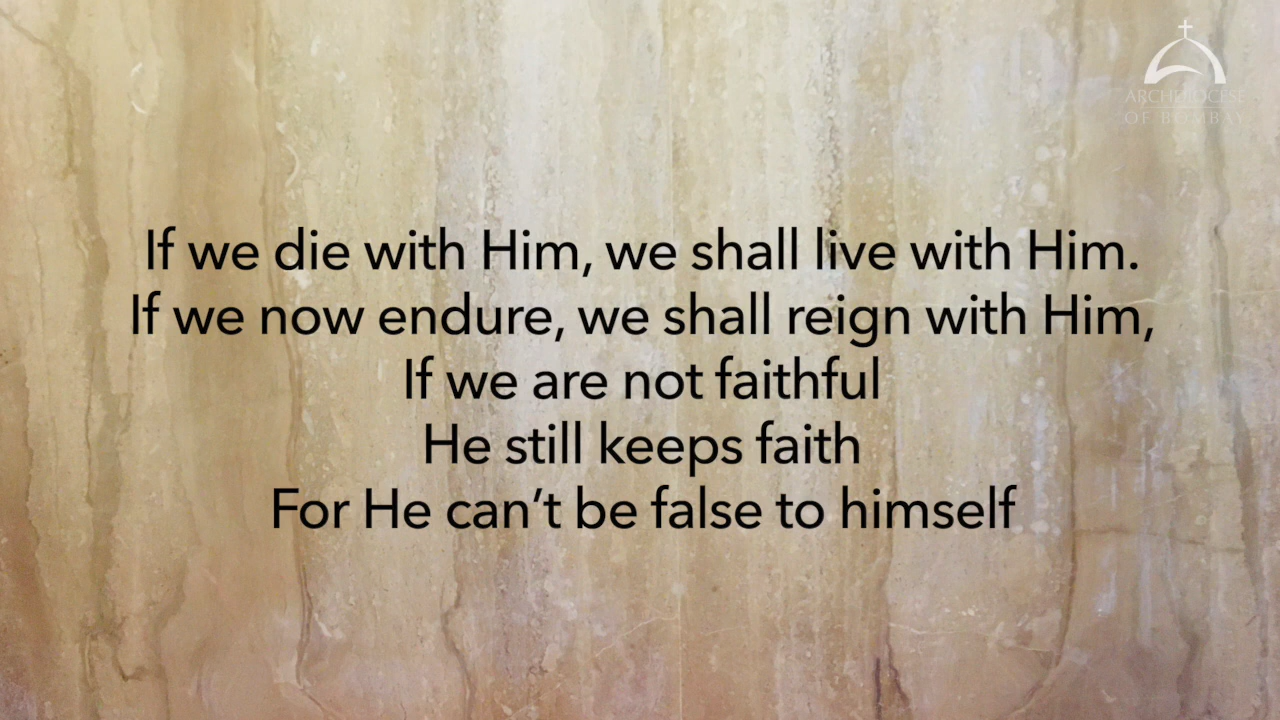 ARCHDIOCESE
OF BOMBAY
If we die with Him, we shall live with Him.
If we now endure, we shall reign with Him,
If we are not faithful
He still keeps faith
For He can’t be false to himself